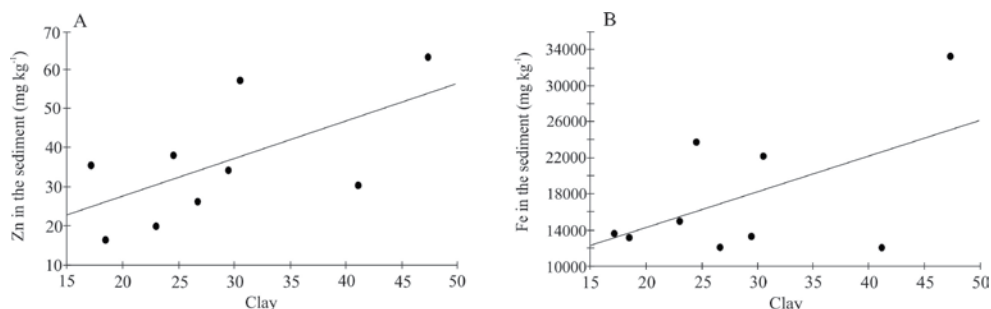 A
Zn in the sediment (mg kg⁻¹)
70
60
50
40
30
20
10
15 20 25 30 35 40 45 50
Clay
B
Fe in the sediment (mg kg⁻¹)
34000
30000
26000
22000
18000
14000
10000
15 20 25 30 35 40 45 50
Clay